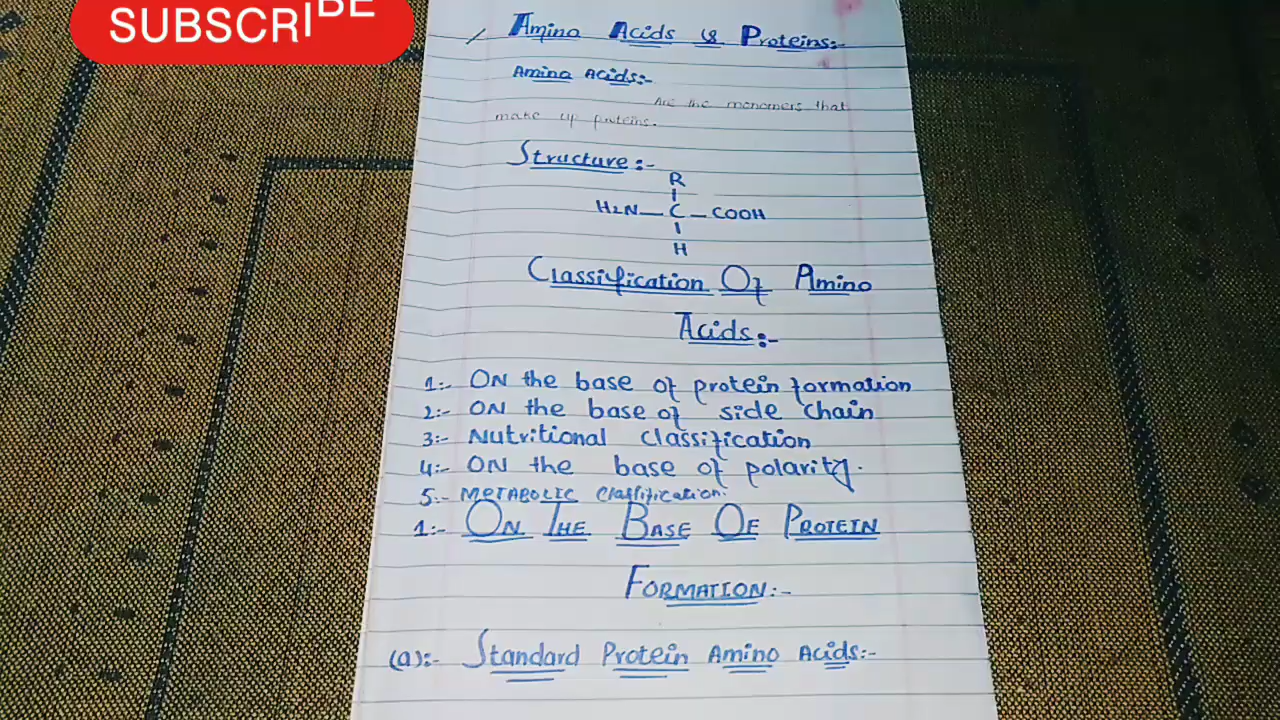 SUBSCRIBE
Amino Acids & Proteins:-
Amino Acids:-
Are the monomers that
make up proteins.
Structure:-
R
H2N — C — COOH
H
Classification Of Amino
Acids:-
1:- ON the base of protein formation
2:- ON the base of side chain
3:- Nutritional classification
4:- ON the base of polarity.
5:- METABOLIC Classification.
1:- ON THE BASE OF PROTEIN
FORMATION:-
(a):- Standard Protein Amino Acids:-